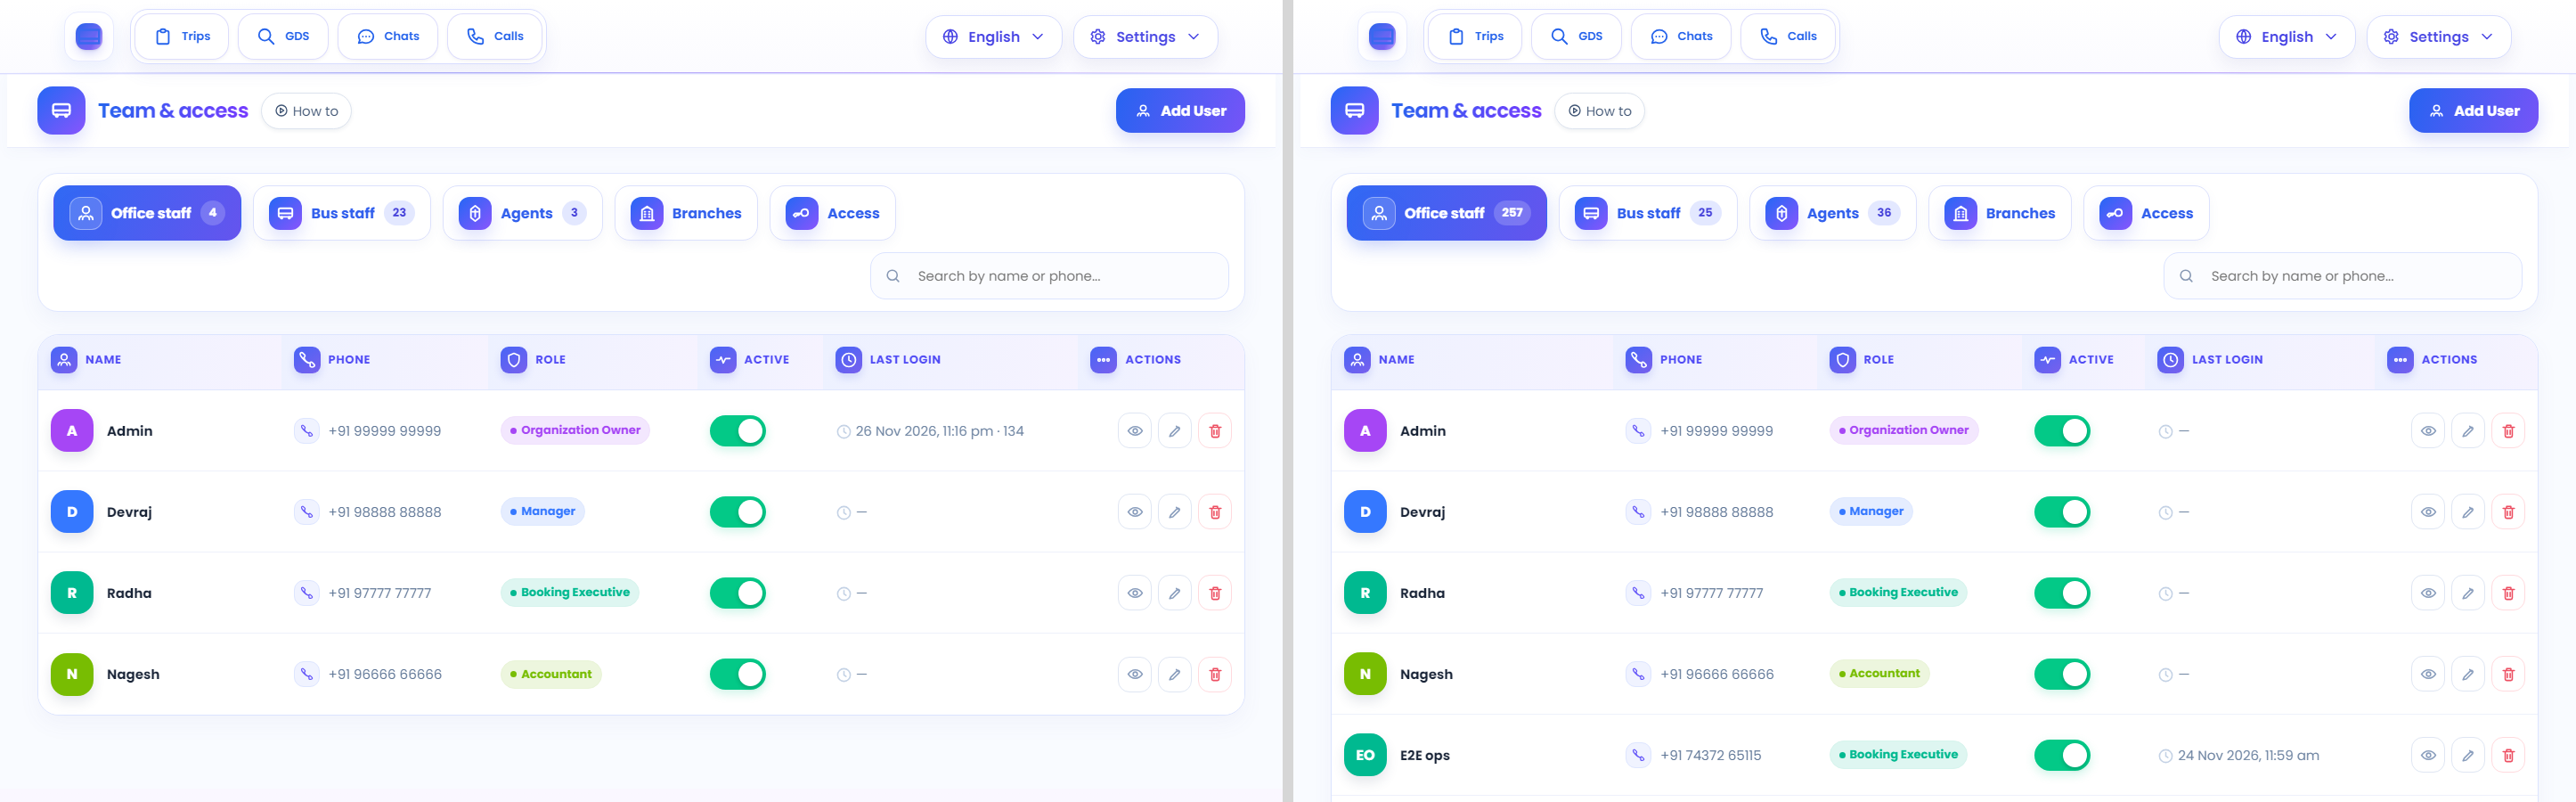 Trips GDS Chats Calls English Settings
Team & access How to Add User
Office staff 4 Bus staff 23 Agents 3 Branches Access
Search by name or phone...
NAME PHONE ROLE ACTIVE LAST LOGIN ACTIONS
A Admin +91 99999 99999 Organization Owner 26 Nov 2026, 11:16 pm · 134
D Devraj +91 98888 88888 Manager —
R Radha +91 97777 77777 Booking Executive —
N Nagesh +91 96666 66666 Accountant —
Trips GDS Chats Calls English Settings
Team & access How to Add User
Office staff 257 Bus staff 25 Agents 36 Branches Access
Search by name or phone...
NAME PHONE ROLE ACTIVE LAST LOGIN ACTIONS
A Admin +91 99999 99999 Organization Owner —
D Devraj +91 98888 88888 Manager —
R Radha +91 97777 77777 Booking Executive —
N Nagesh +91 96666 66666 Accountant —
EO E2E ops +91 74372 65115 Booking Executive 24 Nov 2026, 11:59 am